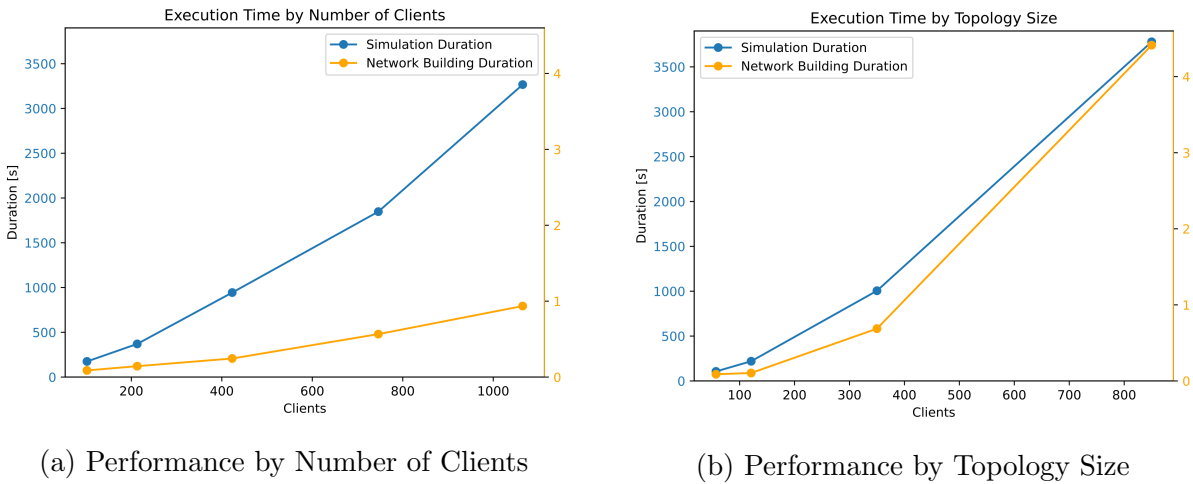 Execution Time by Number of Clients
Simulation Duration
Network Building Duration
3500
3000
2500
2000
1500
1000
500
0
Duration [s]
4
3
2
1
0
200 400 600 800 1000
Clients
(a) Performance by Number of Clients
Execution Time by Topology Size
Simulation Duration
Network Building Duration
3500
3000
2500
2000
1500
1000
500
0
Duration [s]
4
3
2
1
0
100 200 300 400 500 600 700 800
Clients
(b) Performance by Topology Size